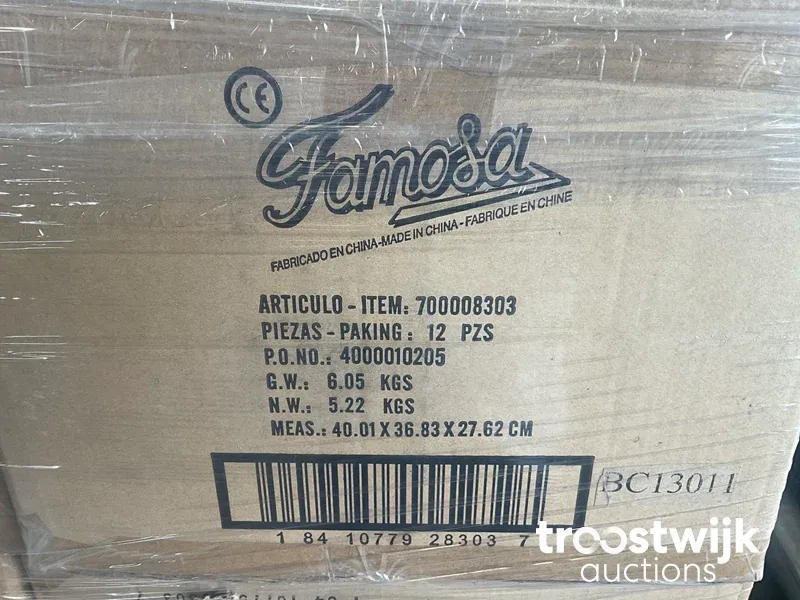 CE
Famosa
FABRICADO EN CHINA-MADE IN CHINA-FABRIQUE EN CHINE
ARTICULO - ITEM: 700008303
PIEZAS - PAKING : 12 PZS
P.O.NO.: 4000010205
G.W.: 6.05 KGS
N.W.: 5.22 KGS
MEAS.: 40.01 X 36.83 X 27.62 CM
BC13011
1 84 10779 28303 7
troostwijk
auctions